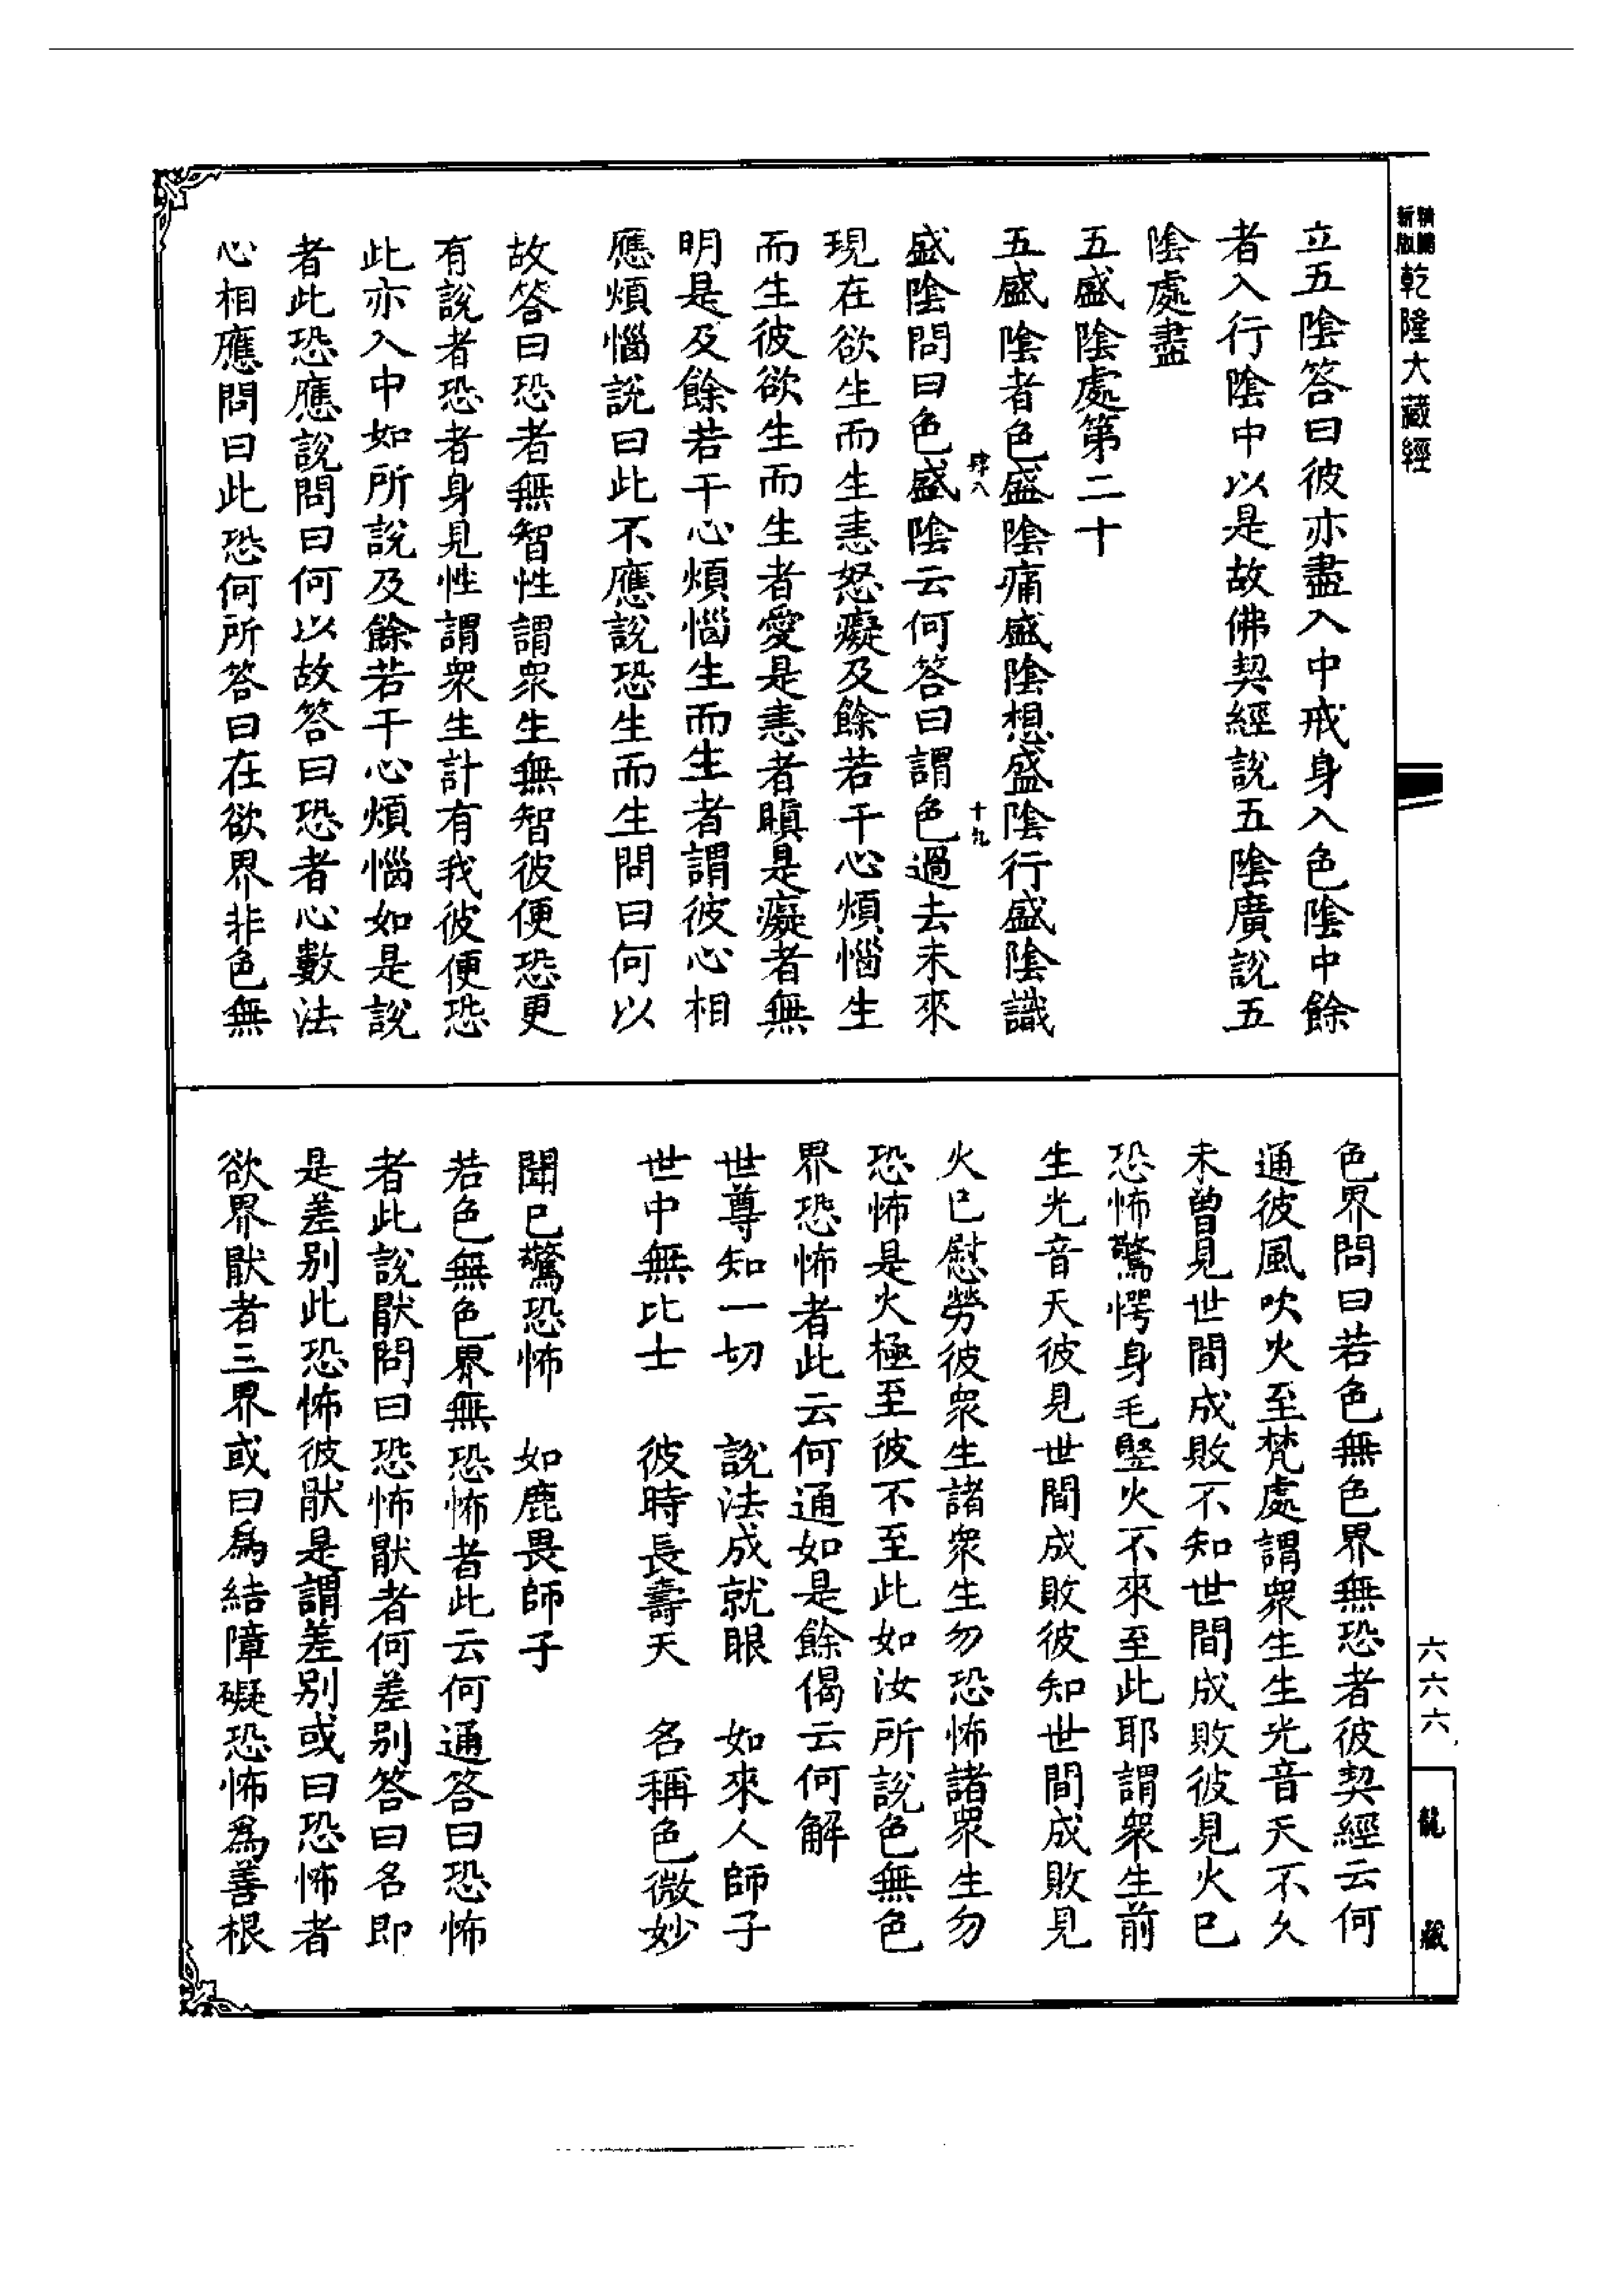 精雕新版乾隆大藏經
立五陰答曰彼亦盡入中戒身入色陰中餘
者入行陰中以是故佛契經說五陰廣說五
陰處盡
五盛陰處第二十
五盛陰者色盛陰痛盛陰想盛陰行盛陰識
肆八 十九
盛陰問曰色盛陰云何答曰謂色過去未來
現在欲生而生恚怒癡及餘若干心煩惱生
而生彼欲生而生者愛是恚者瞋是癡者無
明是及餘若干心煩惱生而生者謂彼心相
應煩惱說曰此不應說恐生而生問曰何以
故答曰恐者無智性謂眾生無智彼便恐更
有說者恐者身見性謂眾生計有我彼便恐
此亦入中如所說及餘若干心煩惱如是說
者此恐應說問曰何以故答曰恐者心數法
心相應問曰此恐何所答曰在欲界非色無
色界問曰若色無色界無恐者彼契經云何
通彼風吹火至梵處謂眾生生光音天不久
未曾見世間成敗不知世間成敗彼見火已
恐怖驚愕身毛豎火不來至此耶謂眾生前
生光音天彼見世間成敗彼知世間成敗見
火已慰勞彼眾生諸眾生勿恐怖諸眾生勿
恐怖是火極至彼不至此如汝所說色無色
界恐怖者此云何通如是餘偈云何解
世尊知一切 說法成就眼 如來人師子
世中無比士 彼時長壽天 名稱色微妙
聞已驚恐怖 如鹿畏師子
若色無色界無恐怖者此云何通答曰恐怖
者此說猒問曰恐怖猒者何差別答曰名即
是差別此恐怖彼猒是謂差別或曰恐怖者
欲界猒者三界或曰為結障礙恐怖為善根
六六六
龍藏